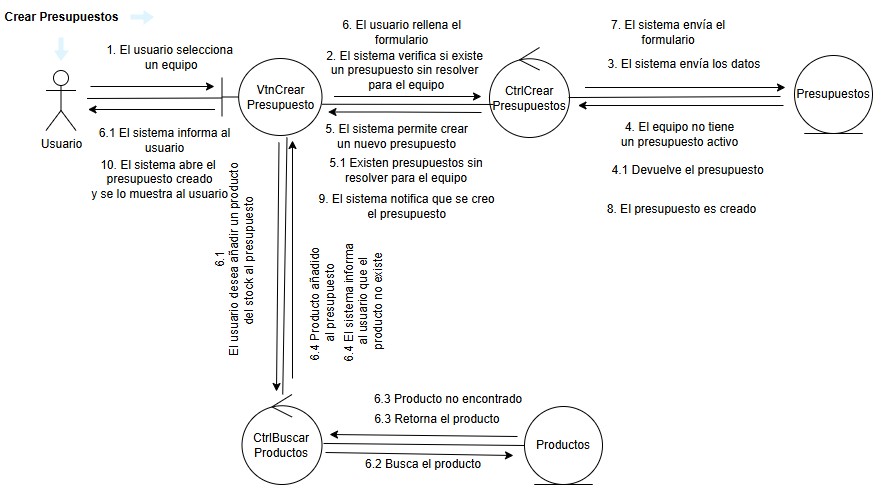 Crear Presupuestos
1. El usuario selecciona
un equipo
6. El usuario rellena el
formulario
2. El sistema verifica si existe
un presupuesto sin resolver
para el equipo
7. El sistema envía el
formulario
3. El sistema envía los datos
Usuario
VtnCrear
Presupuesto
CtrlCrear
Presupuestos
Presupuestos
6.1 El sistema informa al
usuario
10. El sistema abre el
presupuesto creado
y se lo muestra al usuario
5. El sistema permite crear
un nuevo presupuesto
5.1 Existen presupuestos sin
resolver para el equipo
9. El sistema notifica que se creo
el presupuesto
4. El equipo no tiene
un presupuesto activo
4.1 Devuelve el presupuesto
8. El presupuesto es creado
6.1
El usuario desea añadir un producto
del stock al presupuesto
6.4 Producto añadido
al presupuesto
6.4 El sistema informa
al usuario que el
producto no existe
6.3 Producto no encontrado
6.3 Retorna el producto
CtrlBuscar
Productos
Productos
6.2 Busca el producto